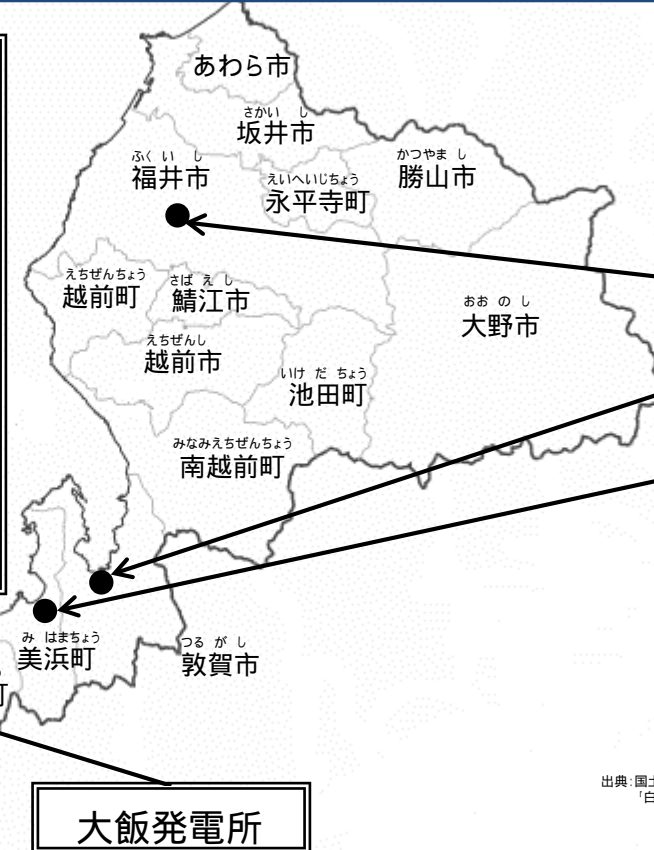 あわら市
さかい し
坂井市
ふく い し
福井市
えいへいじちょう
永平寺町
かつやま し
勝山市
えちぜんちょう
越前町
さば え し
鯖江市
おお の し
大野市
えちぜんし
越前市
いけ だ ちょう
池田町
みなみえちぜんちょう
南越前町
み はまちょう
美浜町
つる が し
敦賀市
町
大飯発電所
出典:国土
「白